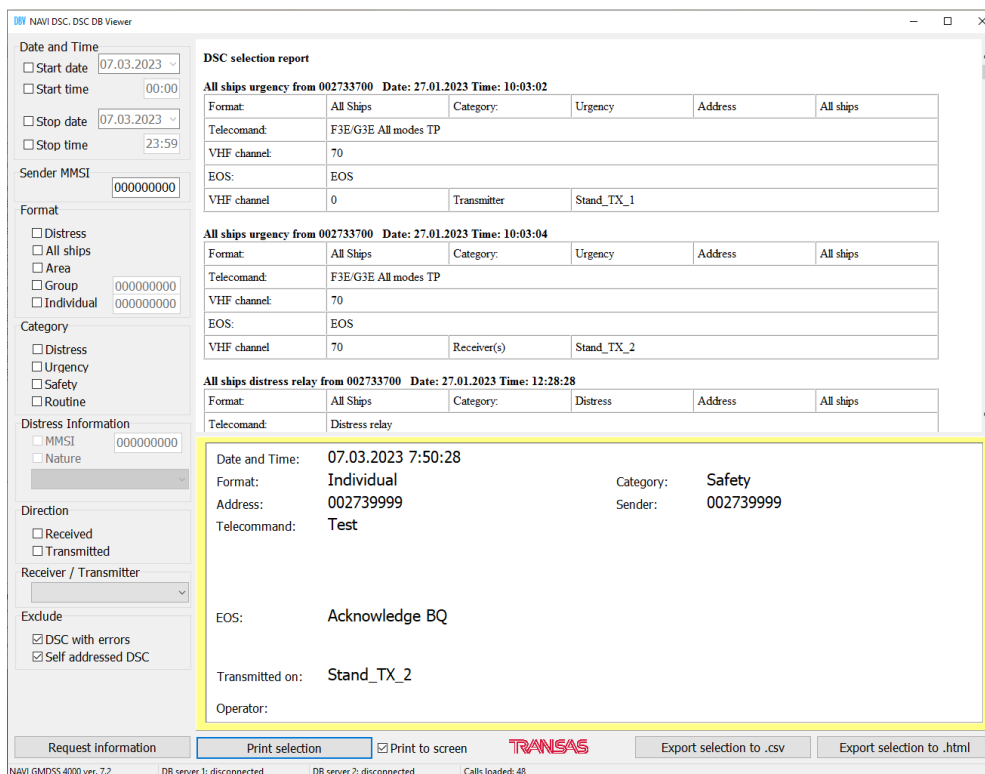 DBV NAVI DSC. DSC DB Viewer
Date and Time
Start date 07.03.2023
Start time 00:00
Stop date 07.03.2023
Stop time 23:59
Sender MMSI
000000000
Format
Distress
All ships
Area
Group 000000000
Individual 000000000
Category
Distress
Urgency
Safety
Routine
Distress Information
MMSI 000000000
Nature
Direction
Received
Transmitted
Receiver / Transmitter
Exclude
DSC with errors
Self addressed DSC
DSC selection report
All ships urgency from 002733700 Date: 27.01.2023 Time: 10:03:02
Format: All Ships Category: Urgency Address All ships
Telecomand: F3E/G3E All modes TP
VHF channel: 70
EOS: EOS
VHF channel 0 Transmitter Stand_TX_1
All ships urgency from 002733700 Date: 27.01.2023 Time: 10:03:04
Format: All Ships Category: Urgency Address All ships
Telecomand: F3E/G3E All modes TP
VHF channel: 70
EOS: EOS
VHF channel 70 Receiver(s) Stand_TX_2
All ships distress relay from 002733700 Date: 27.01.2023 Time: 12:28:28
Format: All Ships Category: Distress Address All ships
Telecomand: Distress relay
Date and Time: 07.03.2023 7:50:28
Format: Individual Category: Safety
Address: 002739999 Sender: 002739999
Telecommand: Test
EOS: Acknowledge BQ
Transmitted on: Stand_TX_2
Operator:
Request information Print selection Print to screen TRANSAS Export selection to .csv Export selection to .html
NAVI GMDSS 4000 ver. 7.2 DB server 1: disconnected DB server 2: disconnected Calls loaded: 48